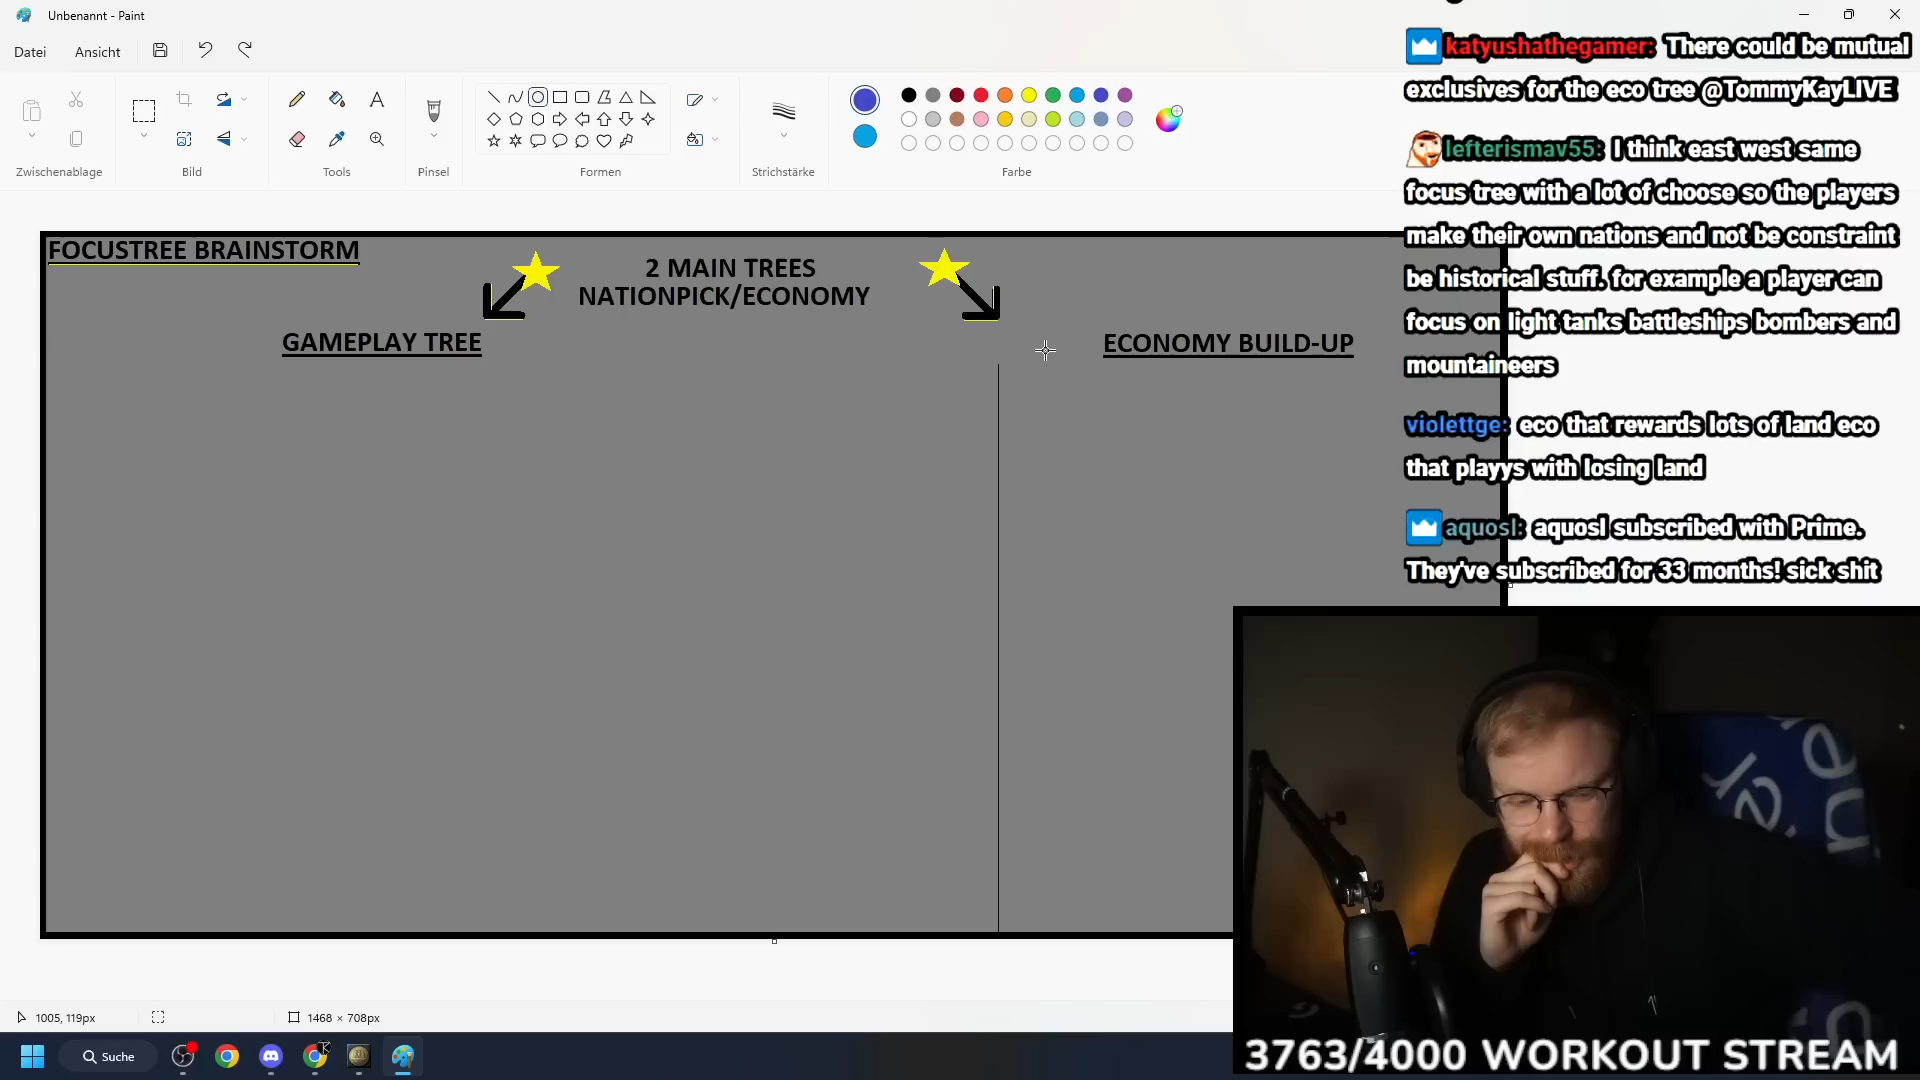 Unbenannt - Paint
Datei
Ansicht
Zwischenablage
Bild
Tools
Pinsel
Formen
Strichstärke
Farbe
FOCUSTREE BRAINSTORM
2 MAIN TREES
NATIONPICK/ECONOMY
GAMEPLAY TREE
ECONOMY BUILD-UP
katyushathegamer: There could be mutual
exclusives for the eco tree @TommyKayLIVE
lefterismav55: I think east west same
focus tree with a lot of choose so the players
make their own nations and not be constraint
be historical stuff. for example a player can
focus on light tanks battleships bombers and
mountaineers
violettge: eco that rewards lots of land eco
that playys with losing land
aquosl: aquosl subscribed with Prime.
They've subscribed for 33 months! sick shit
1005, 119px
1468 × 708px
Suche
3763/4000 WORKOUT STREAM